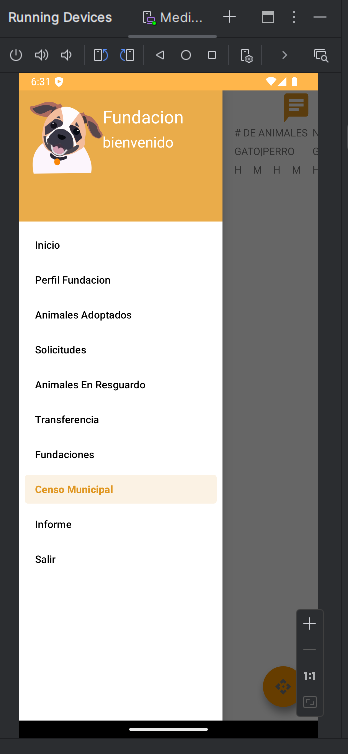 Running Devices
Medi...
6:31
Fundacion
bienvenido
# DE ANIMALES N
GATO|PERRO G
H M H M H
Inicio
Perfil Fundacion
Animales Adoptados
Solicitudes
Animales En Resguardo
Transferencia
Fundaciones
Censo Municipal
Informe
Salir
1:1